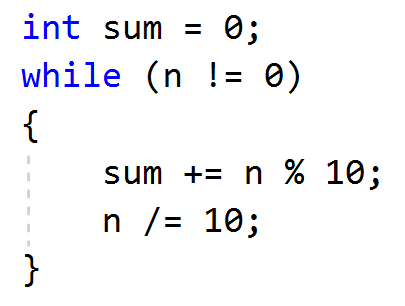 int sum = 0;
while (n != 0)
{
    sum += n % 10;
    n /= 10;
}